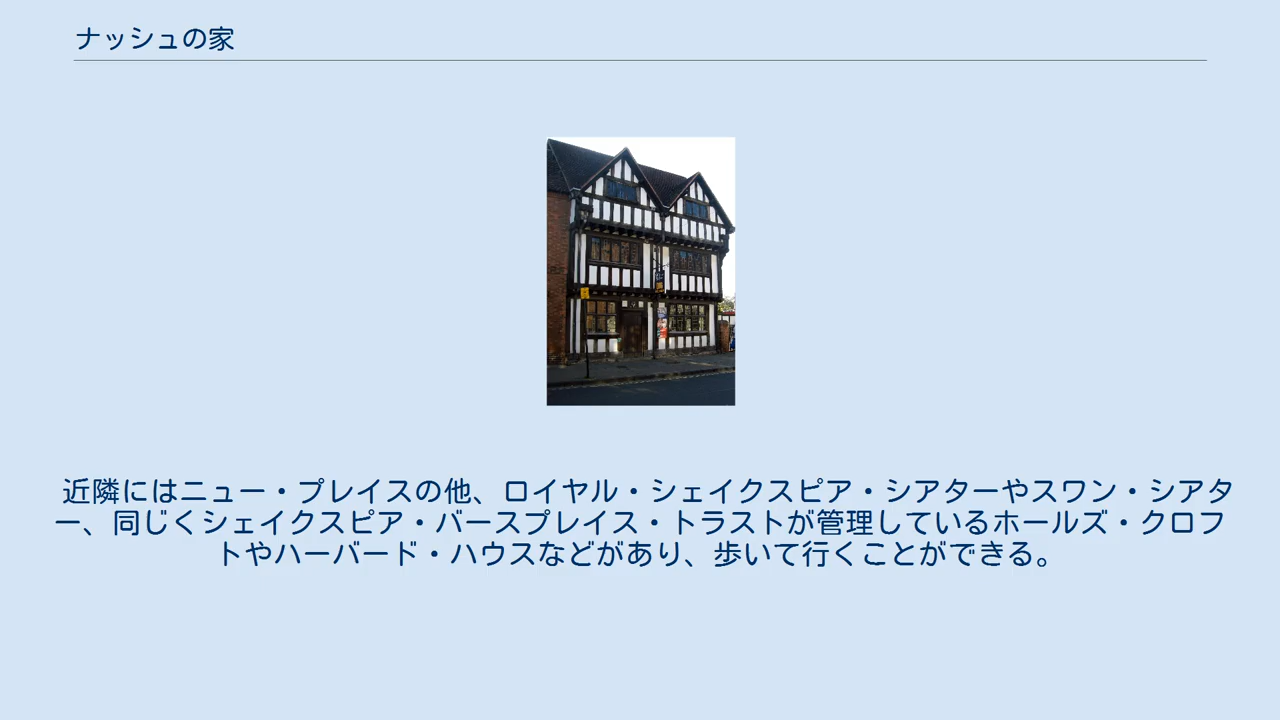 ナッシュの家
近隣にはニュー・プレイスの他、ロイヤル・シェイクスピア・シアターやスワン・シアタ
ー、同じくシェイクスピア・バースプレイス・トラストが管理しているホールズ・クロフ
トやハーバード・ハウスなどがあり、歩いて行くことができる。